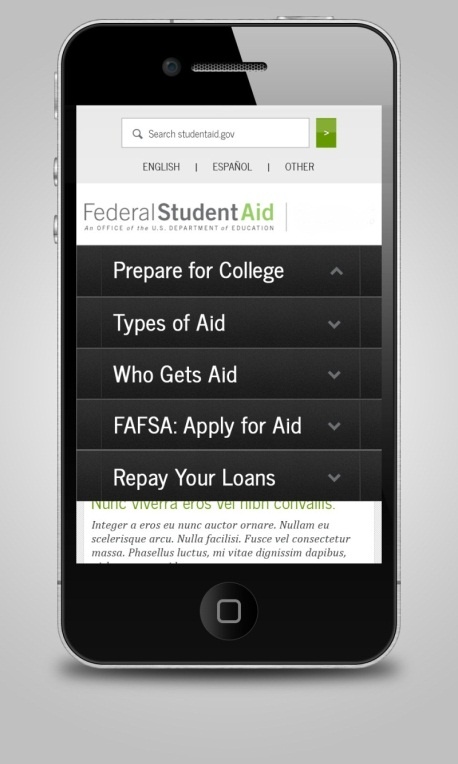 Search studentaid.gov >
ENGLISH | ESPAÑOL | OTHER
Federal Student Aid
An OFFICE of the U.S. DEPARTMENT of EDUCATION
Prepare for College
Types of Aid
Who Gets Aid
FAFSA: Apply for Aid
Repay Your Loans
Nunc viverra eros vel nibh convallis.
Integer a eros eu nunc auctor ornare. Nullam eu
scelerisque arcu. Nulla facilisi. Fusce vel consectetur
massa. Phasellus luctus, mi vitae dignissim dapibus,